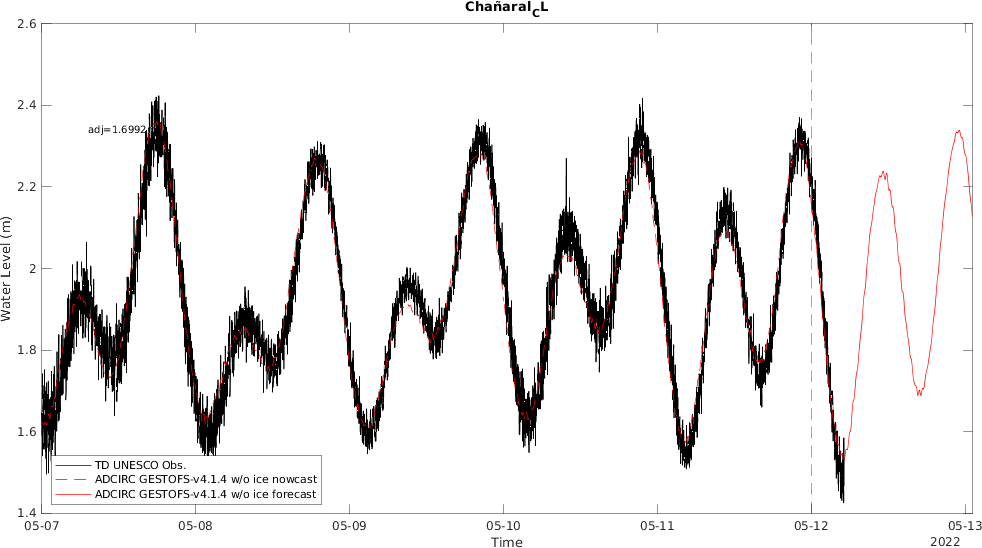 Chañaral_CL
2.6
2.4
2.2
2
1.8
1.6
1.4
Water Level (m)
adj=1.6992
TD UNESCO Obs.
ADCIRC GESTOFS-v4.1.4 w/o ice nowcast
ADCIRC GESTOFS-v4.1.4 w/o ice forecast
05-07 05-08 05-09 05-10 05-11 05-12 05-13
Time
2022